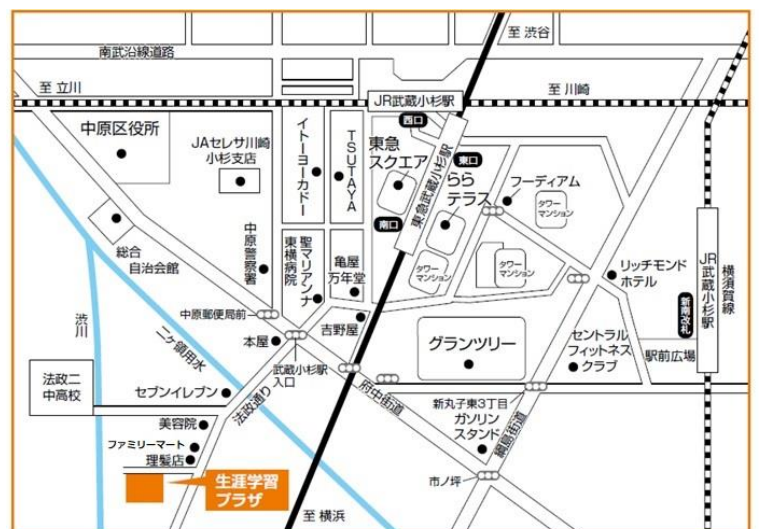 至 渋谷
南武沿線道路
至 立川
至 川崎
JR武蔵小杉駅
中原区役所
JAセレサ川崎
小杉支店
イトーヨーカドー
TSUTAYA
西口
東急
スクエア
東急武蔵小杉駅
東口
らら
テラス
フーディアム
タワー
マンション
南口
総合
自治会館
中原警察署
聖マリアンナ
東横病院
亀屋
万年堂
タワー
マンション
タワー
マンション
リッチモンド
ホテル
JR武蔵小杉駅
横須賀線
新南改札
駅前広場
中原郵便局前
吉野屋
本屋
武蔵小杉駅
入口
グランツリー
セントラル
フィットネス
クラブ
渋川
二ヶ領用水
法政二
中高校
セブンイレブン
法政通り
府中街道
新丸子東3丁目
ガソリン
スタンド
綱島街道
美容院
ファミリーマート
理髪店
生涯学習
プラザ
市ノ坪
至 横浜